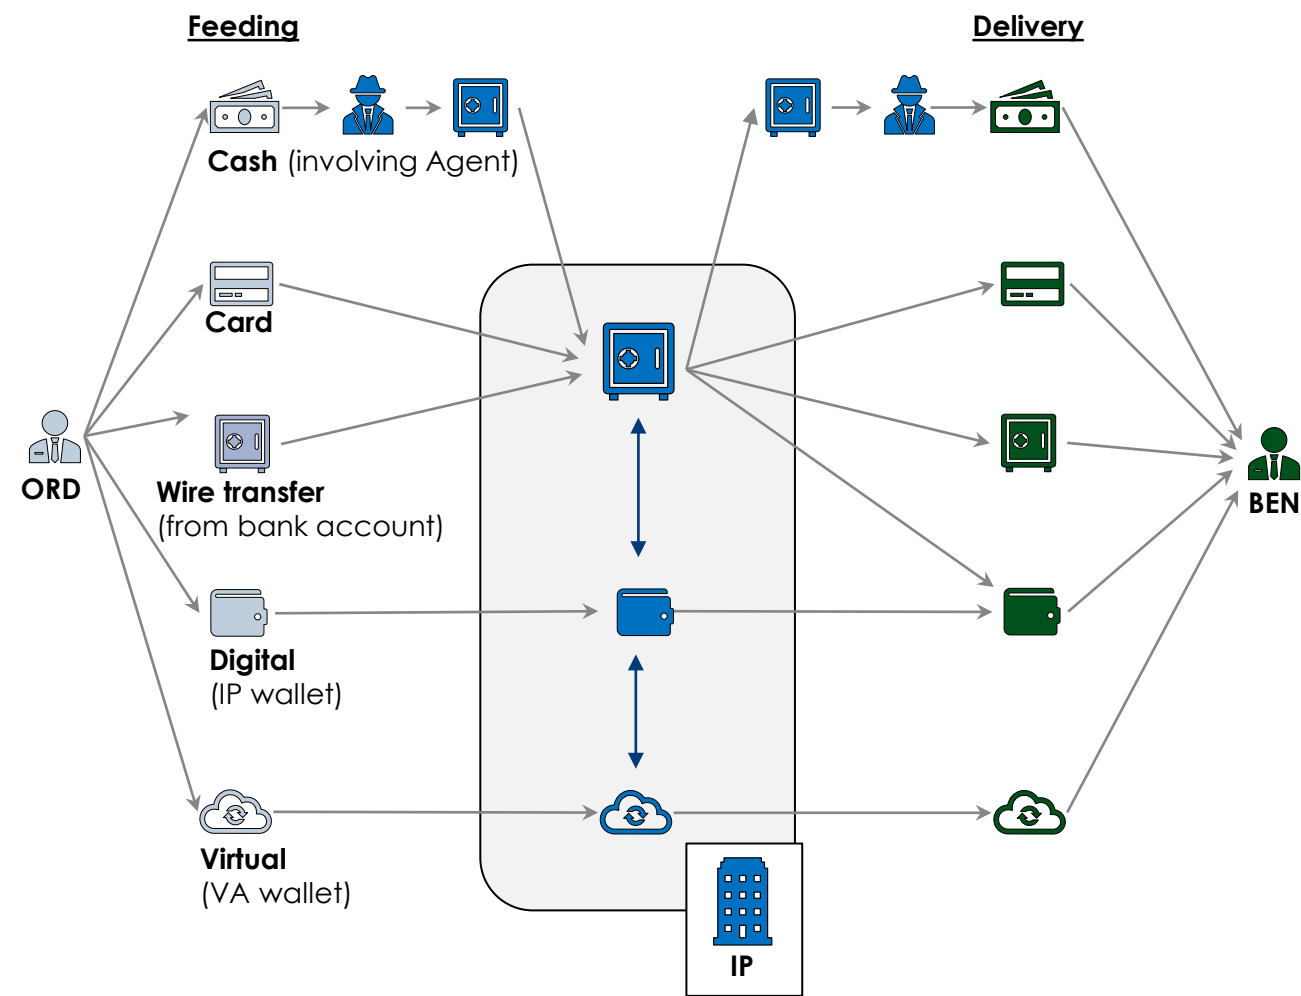 Feeding
Delivery
Cash (involving Agent)
Card
ORD
Wire transfer
(from bank account)
BEN
Digital
(IP wallet)
Virtual
(VA wallet)
IP